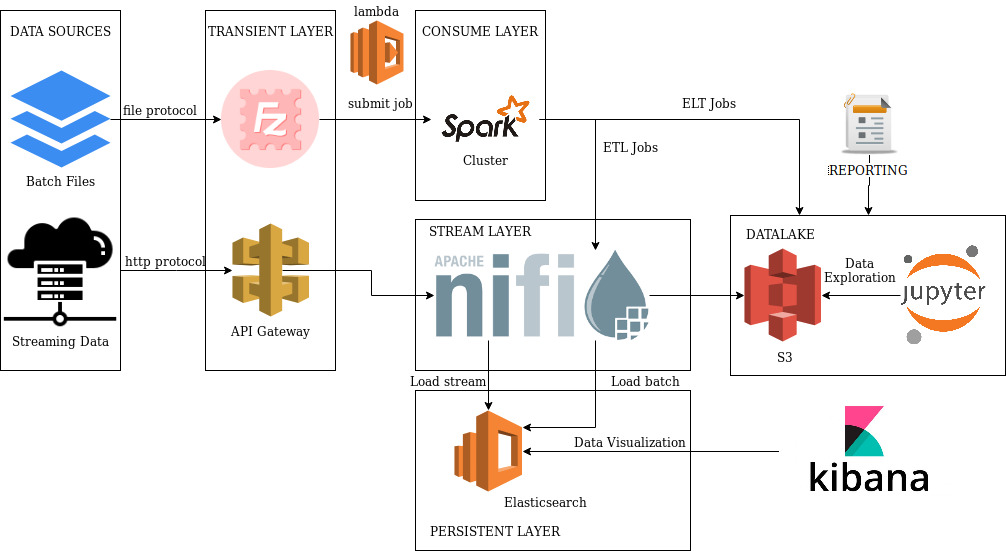 DATA SOURCES
TRANSIENT LAYER
lambda
CONSUME LAYER
file protocol
FZ
submit job
Spark
Cluster
ELT Jobs
ETL Jobs
REPORTING
Batch Files
http protocol
Streaming Data
API Gateway
STREAM LAYER
APACHE
nifi
DATALAKE
Data
Exploration
jupyter
S3
Load stream
Load batch
Data Visualization
Elasticsearch
PERSISTENT LAYER
kibana